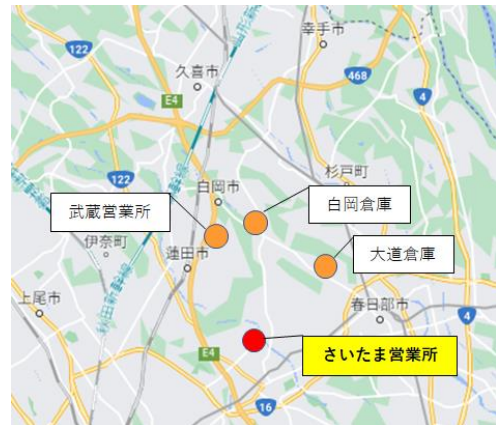 幸手市
122
久喜市
468
E4
4
杉戸町
122
白岡市
白岡倉庫
武蔵営業所
伊奈町
蓮田市
大道倉庫
上尾市
春日部市
4
さいたま営業所
E4
16